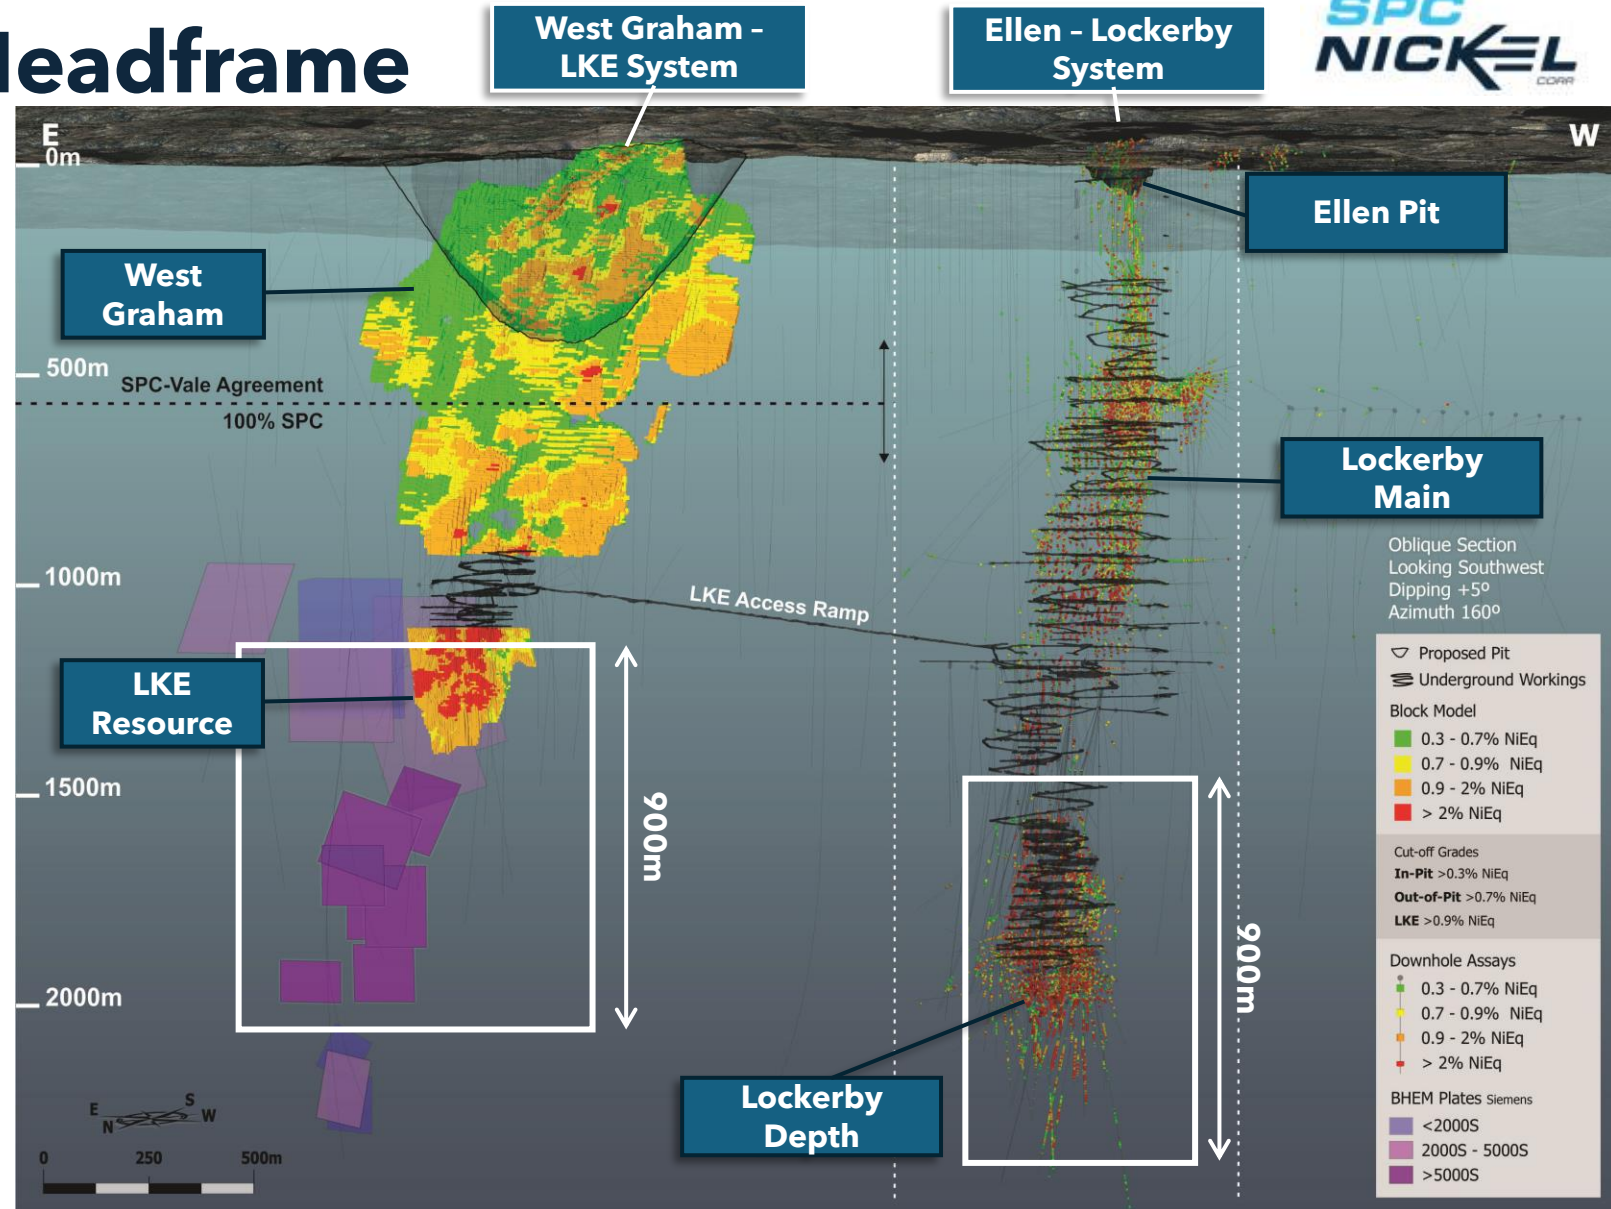 West Graham –
LKE System
Ellen – Lockerby
System
SPC
NICKEL
CORP
E
W
0m
Ellen Pit
West
Graham
500m
SPC-Vale Agreement
100% SPC
Lockerby
Main
Oblique Section
Looking Southwest
Dipping +5º
Azimuth 160º
1000m
LKE Access Ramp
LKE
Resource
Proposed Pit
Underground Workings
Block Model
0.3 - 0.7% NiEq
0.7 - 0.9% NiEq
0.9 - 2% NiEq
> 2% NiEq
1500m
900m
Cut-off Grades
In-Pit >0.3% NiEq
Out-of-Pit >0.7% NiEq
LKE >0.9% NiEq
900m
Downhole Assays
0.3 - 0.7% NiEq
0.7 - 0.9% NiEq
0.9 - 2% NiEq
> 2% NiEq
2000m
Lockerby
Depth
BHEM Plates Siemens
<2000S
2000S - 5000S
>5000S
E
S
N
W
0 250 500m